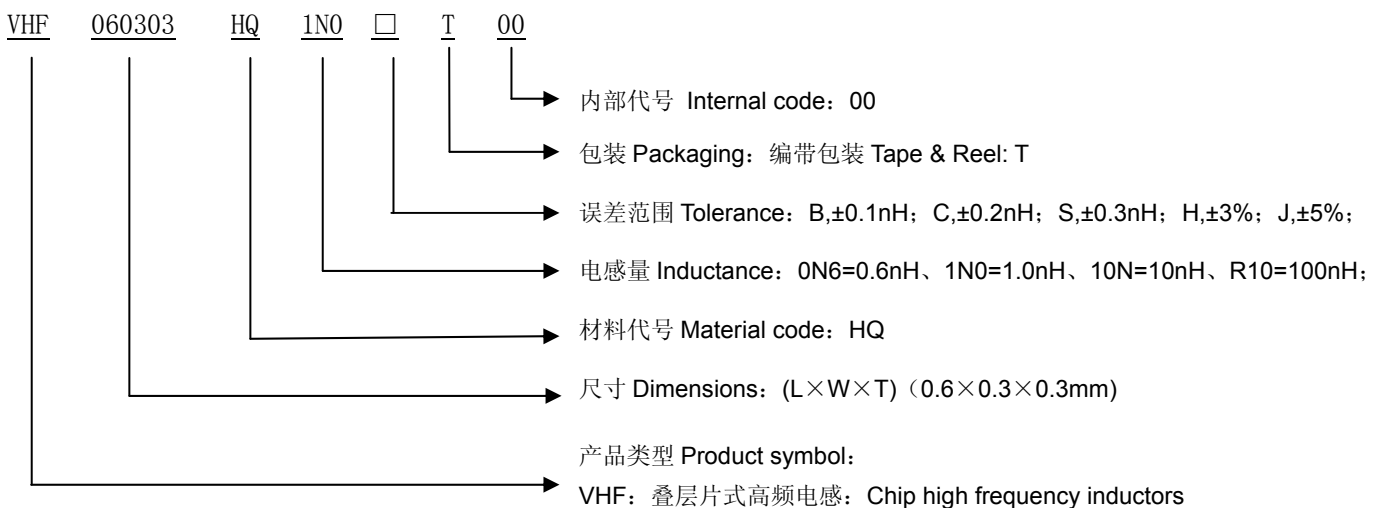 VHF 060303 HQ 1N0 □ T 00
内部代号 Internal code：00
包装 Packaging：编带包装 Tape & Reel: T
误差范围 Tolerance：B,±0.1nH；C,±0.2nH；S,±0.3nH；H,±3%；J,±5%；
电感量 Inductance：0N6=0.6nH、1N0=1.0nH、10N=10nH、R10=100nH；
材料代号 Material code：HQ
尺寸 Dimensions：(L×W×T)（0.6×0.3×0.3mm)
产品类型 Product symbol：
VHF：叠层片式高频电感：Chip high frequency inductors